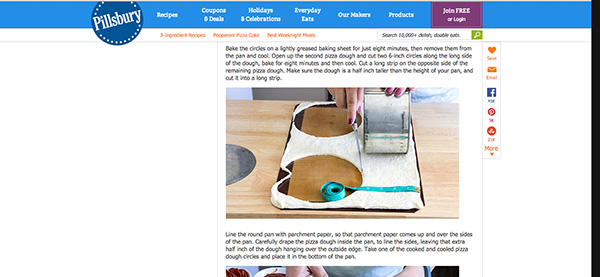 Pillsbury
Recipes
Coupons
& Deals
Holidays
& Celebrations
Everyday
Eats
Our Makers
Products
Join FREE
or Login
3-Ingredient Recipes
Pepperoni Pizza Cake
Best Weeknight Meals
Search 10,000+ delish, doable eats.
Bake the circles on a lightly greased baking sheet for just eight minutes, then remove them from
the pan and cool. Open up the second pizza dough and cut two 6-inch circles along the long side
of the dough, bake for eight minutes and then cool. Cut a long strip on the opposite side of the
remaining pizza dough. Make sure the dough is a half inch taller than the height of your pan, and
cut it into a long strip.
Save
Email
5K
More
Line the round pan with parchment paper, so that parchment paper comes up and over the sides
of the pan. Carefully drape the pizza dough inside the pan, to line the sides, leaving that extra
half inch of the dough hanging over the outside edge. Take one of the cooked and cooled pizza
dough circles and place it in the bottom of the pan.